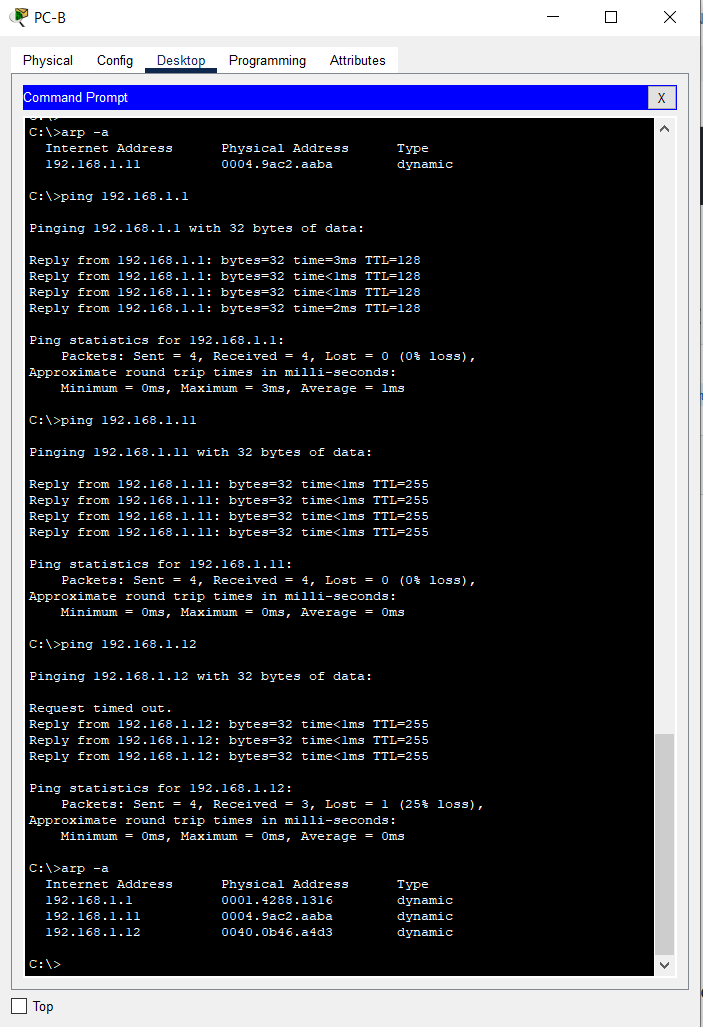 PC-B
Physical Config Desktop Programming Attributes
Command Prompt X
C:\>arp -a
Internet Address Physical Address Type
192.168.1.11 0004.9ac2.aaba dynamic
C:\>ping 192.168.1.1
Pinging 192.168.1.1 with 32 bytes of data:
Reply from 192.168.1.1: bytes=32 time=3ms TTL=128
Reply from 192.168.1.1: bytes=32 time<1ms TTL=128
Reply from 192.168.1.1: bytes=32 time<1ms TTL=128
Reply from 192.168.1.1: bytes=32 time=2ms TTL=128
Ping statistics for 192.168.1.1:
Packets: Sent = 4, Received = 4, Lost = 0 (0% loss),
Approximate round trip times in milli-seconds:
Minimum = 0ms, Maximum = 3ms, Average = 1ms
C:\>ping 192.168.1.11
Pinging 192.168.1.11 with 32 bytes of data:
Reply from 192.168.1.11: bytes=32 time<1ms TTL=255
Reply from 192.168.1.11: bytes=32 time<1ms TTL=255
Reply from 192.168.1.11: bytes=32 time<1ms TTL=255
Reply from 192.168.1.11: bytes=32 time<1ms TTL=255
Ping statistics for 192.168.1.11:
Packets: Sent = 4, Received = 4, Lost = 0 (0% loss),
Approximate round trip times in milli-seconds:
Minimum = 0ms, Maximum = 0ms, Average = 0ms
C:\>ping 192.168.1.12
Pinging 192.168.1.12 with 32 bytes of data:
Request timed out.
Reply from 192.168.1.12: bytes=32 time<1ms TTL=255
Reply from 192.168.1.12: bytes=32 time<1ms TTL=255
Reply from 192.168.1.12: bytes=32 time<1ms TTL=255
Ping statistics for 192.168.1.12:
Packets: Sent = 4, Received = 3, Lost = 1 (25% loss),
Approximate round trip times in milli-seconds:
Minimum = 0ms, Maximum = 0ms, Average = 0ms
C:\>arp -a
Internet Address Physical Address Type
192.168.1.1 0001.4288.1316 dynamic
192.168.1.11 0004.9ac2.aaba dynamic
192.168.1.12 0040.0b46.a4d3 dynamic
C:\>
Top